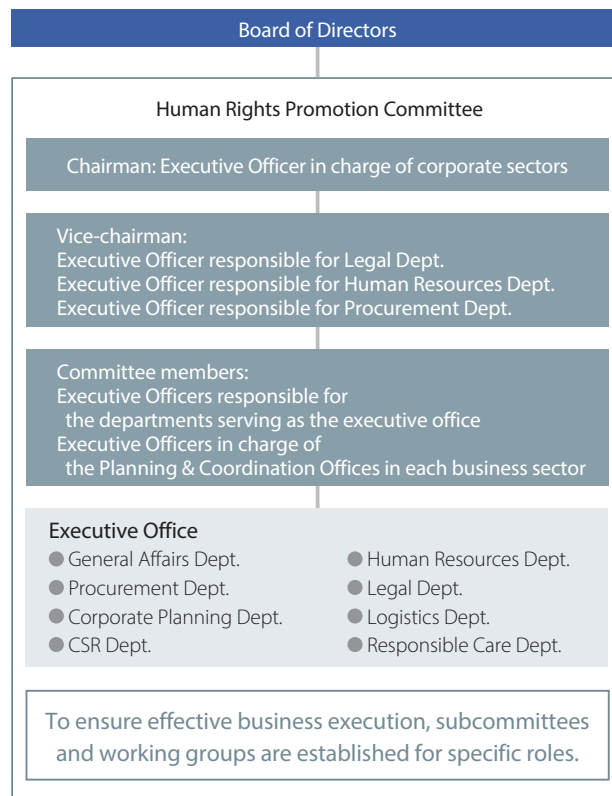 Board of Directors
Human Rights Promotion Committee
Chairman: Executive Officer in charge of corporate sectors
Vice-chairman:
Executive Officer responsible for Legal Dept.
Executive Officer responsible for Human Resources Dept.
Executive Officer responsible for Procurement Dept.
Committee members:
Executive Officers responsible for
the departments serving as the executive office
Executive Officers in charge of
the Planning & Coordination Offices in each business sector
Executive Office
● General Affairs Dept.
● Procurement Dept.
● Corporate Planning Dept.
● CSR Dept.
● Human Resources Dept.
● Legal Dept.
● Logistics Dept.
● Responsible Care Dept.
To ensure effective business execution, subcommittees
and working groups are established for specific roles.